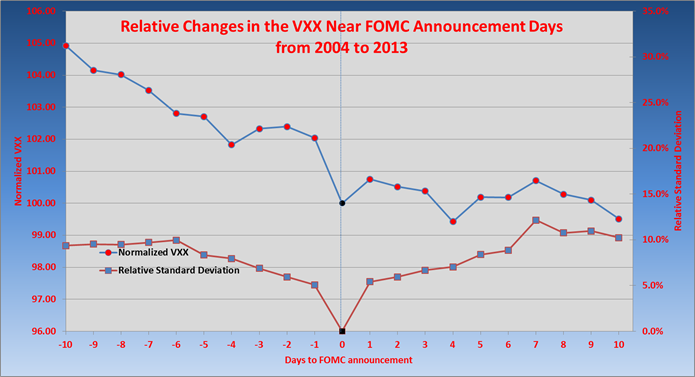 Relative Changes in the VXX Near FOMC Announcement Days
from 2004 to 2013
106.00
105.00
104.00
103.00
102.00
101.00
100.00
99.00
98.00
97.00
96.00
Normalized VXX
35.0%
30.0%
25.0%
20.0%
15.0%
10.0%
5.0%
0.0%
Relative Standard Deviation
Normalized VXX
Relative Standard Deviation
-10 -9 -8 -7 -6 -5 -4 -3 -2 -1 0 1 2 3 4 5 6 7 8 9 10
Days to FOMC announcement